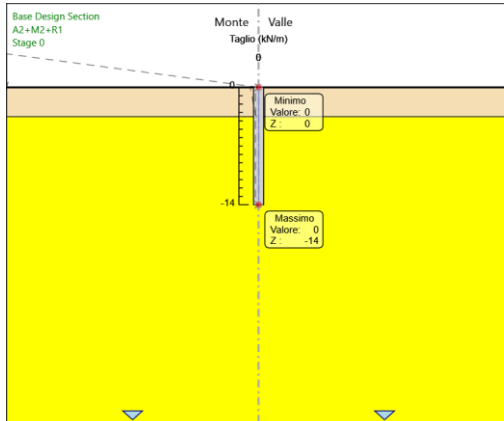 Base Design Section
A2+M2+R1
Stage 0
Monte Valle
Taglio (kN/m)
0
0
Minimo
Valore: 0
Z : 0
-14
Massimo
Valore: 0
Z : -14